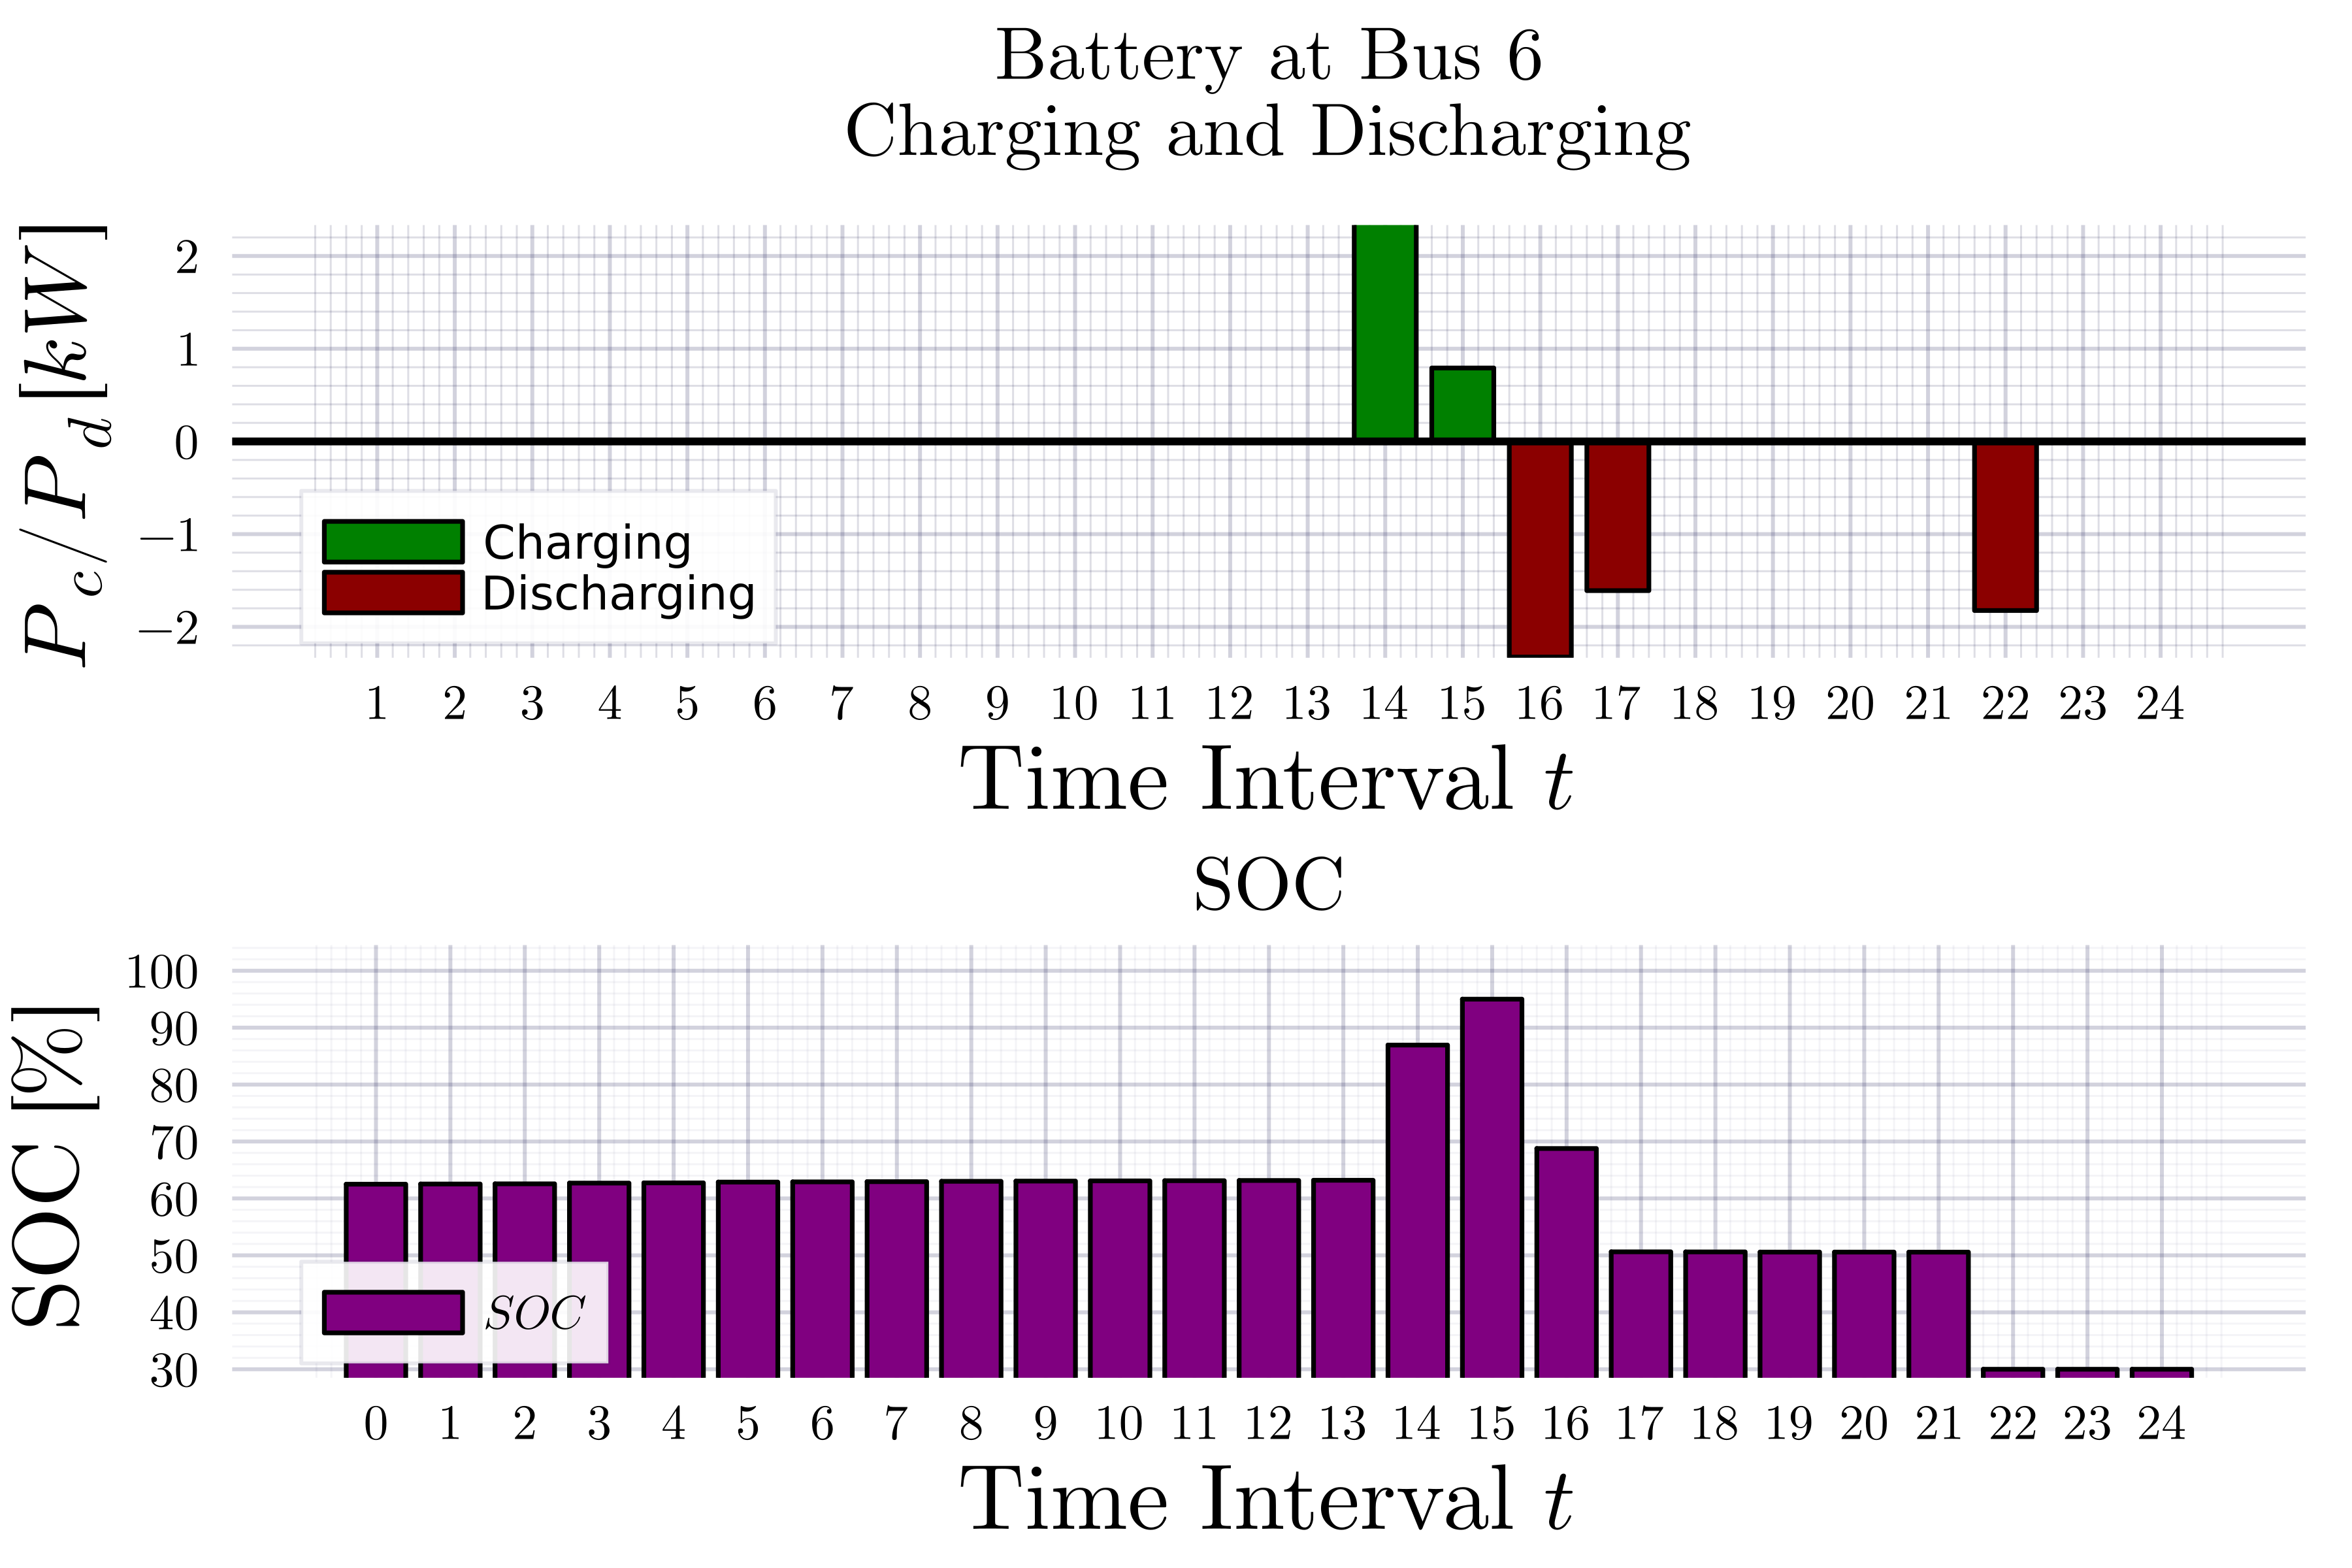 Battery at Bus 6
Charging and Discharging
P_c/P_d [kW]
2
1
0
−1
−2
Charging
Discharging
1 2 3 4 5 6 7 8 9 10 11 12 13 14 15 16 17 18 19 20 21 22 23 24
Time Interval t
SOC
SOC [%]
100
90
80
70
60
50
40
30
SOC
0 1 2 3 4 5 6 7 8 9 10 11 12 13 14 15 16 17 18 19 20 21 22 23 24
Time Interval t